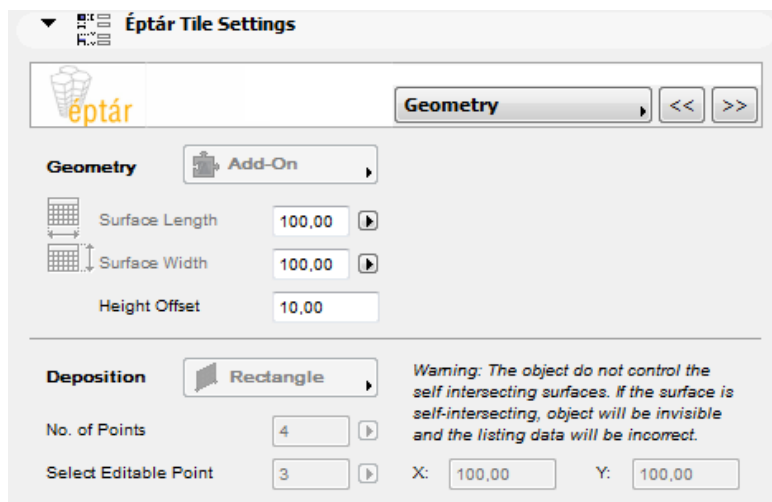 Éptár Tile Settings
éptár
Geometry
<<
>>
Geometry
Add-On
Surface Length
100,00
Surface Width
100,00
Height Offset
10,00
Deposition
Rectangle
Warning: The object do not control the
self intersecting surfaces. If the surface is
self-intersecting, object will be invisible
and the listing data will be incorrect.
No. of Points
4
Select Editable Point
3
X:
100,00
Y:
100,00